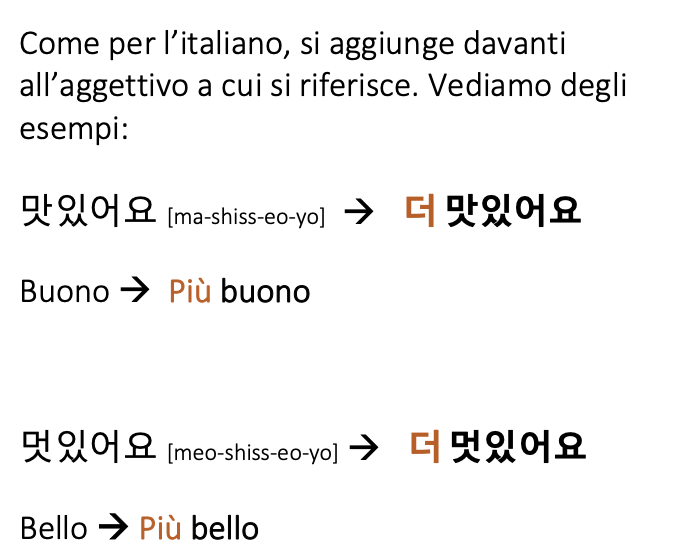 Come per l’italiano, si aggiunge davanti
all’aggettivo a cui si riferisce. Vediamo degli
esempi:
맛있어요 [ma-shiss-eo-yo] → 더 맛있어요
Buono → Più buono
멋있어요 [meo-shiss-eo-yo] → 더 멋있어요
Bello → Più bello